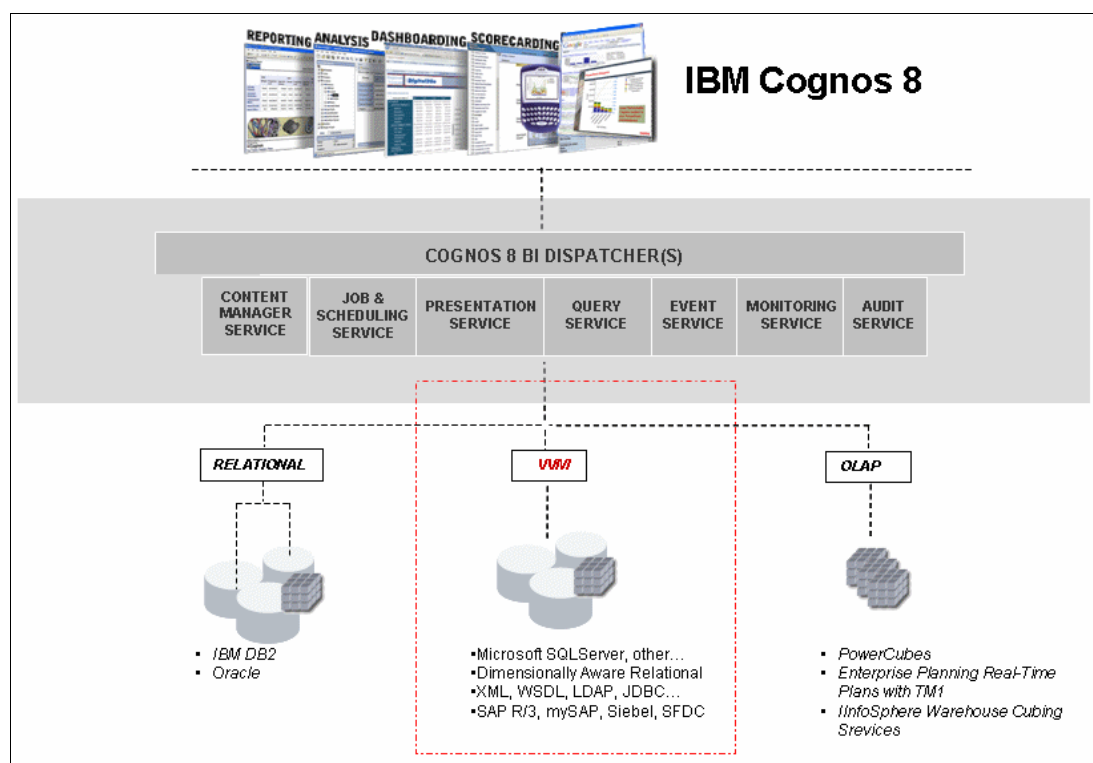 REPORTING ANALYSIS DASHBOARDING SCORECARDING
IBM Cognos 8
COGNOS 8 BI DISPATCHER(S)
CONTENT
MANAGER
SERVICE
JOB &
SCHEDULING
SERVICE
PRESENTATION
SERVICE
QUERY
SERVICE
EVENT
SERVICE
MONITORING
SERVICE
AUDIT
SERVICE
RELATIONAL
VVM
OLAP
▪ IBM DB2
▪ Oracle
▪Microsoft SQLServer, other…
▪Dimensionally Aware Relational
▪XML, WSDL, LDAP, JDBC…
▪SAP R/3, mySAP, Siebel, SFDC
▪ PowerCubes
▪ Enterprise Planning Real-Time
Plans with TM1
▪ IInfoSphere Warehouse Cubing
Srevices